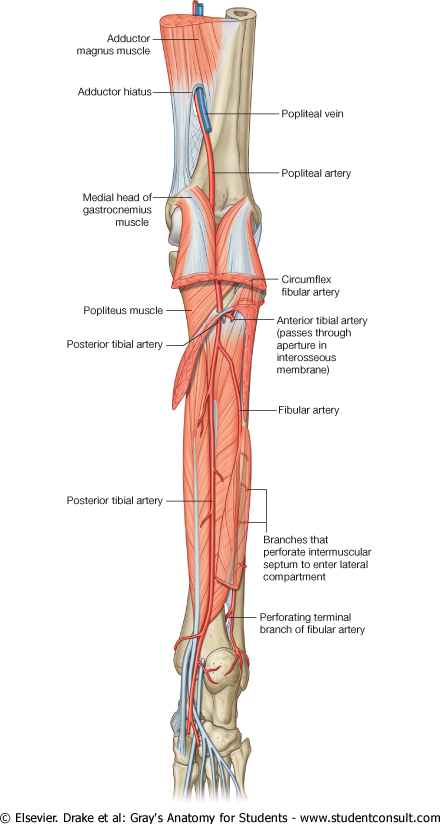 Adductor
magnus muscle
Adductor hiatus
Popliteal vein
Popliteal artery
Medial head of
gastrocnemius
muscle
Circumflex
fibular artery
Popliteus muscle
Anterior tibial artery
(passes through
aperture in
interosseous
membrane)
Posterior tibial artery
Fibular artery
Posterior tibial artery
Branches that
perforate intermuscular
septum to enter lateral
compartment
Perforating terminal
branch of fibular artery
© Elsevier. Drake et al: Gray's Anatomy for Students - www.studentconsult.com